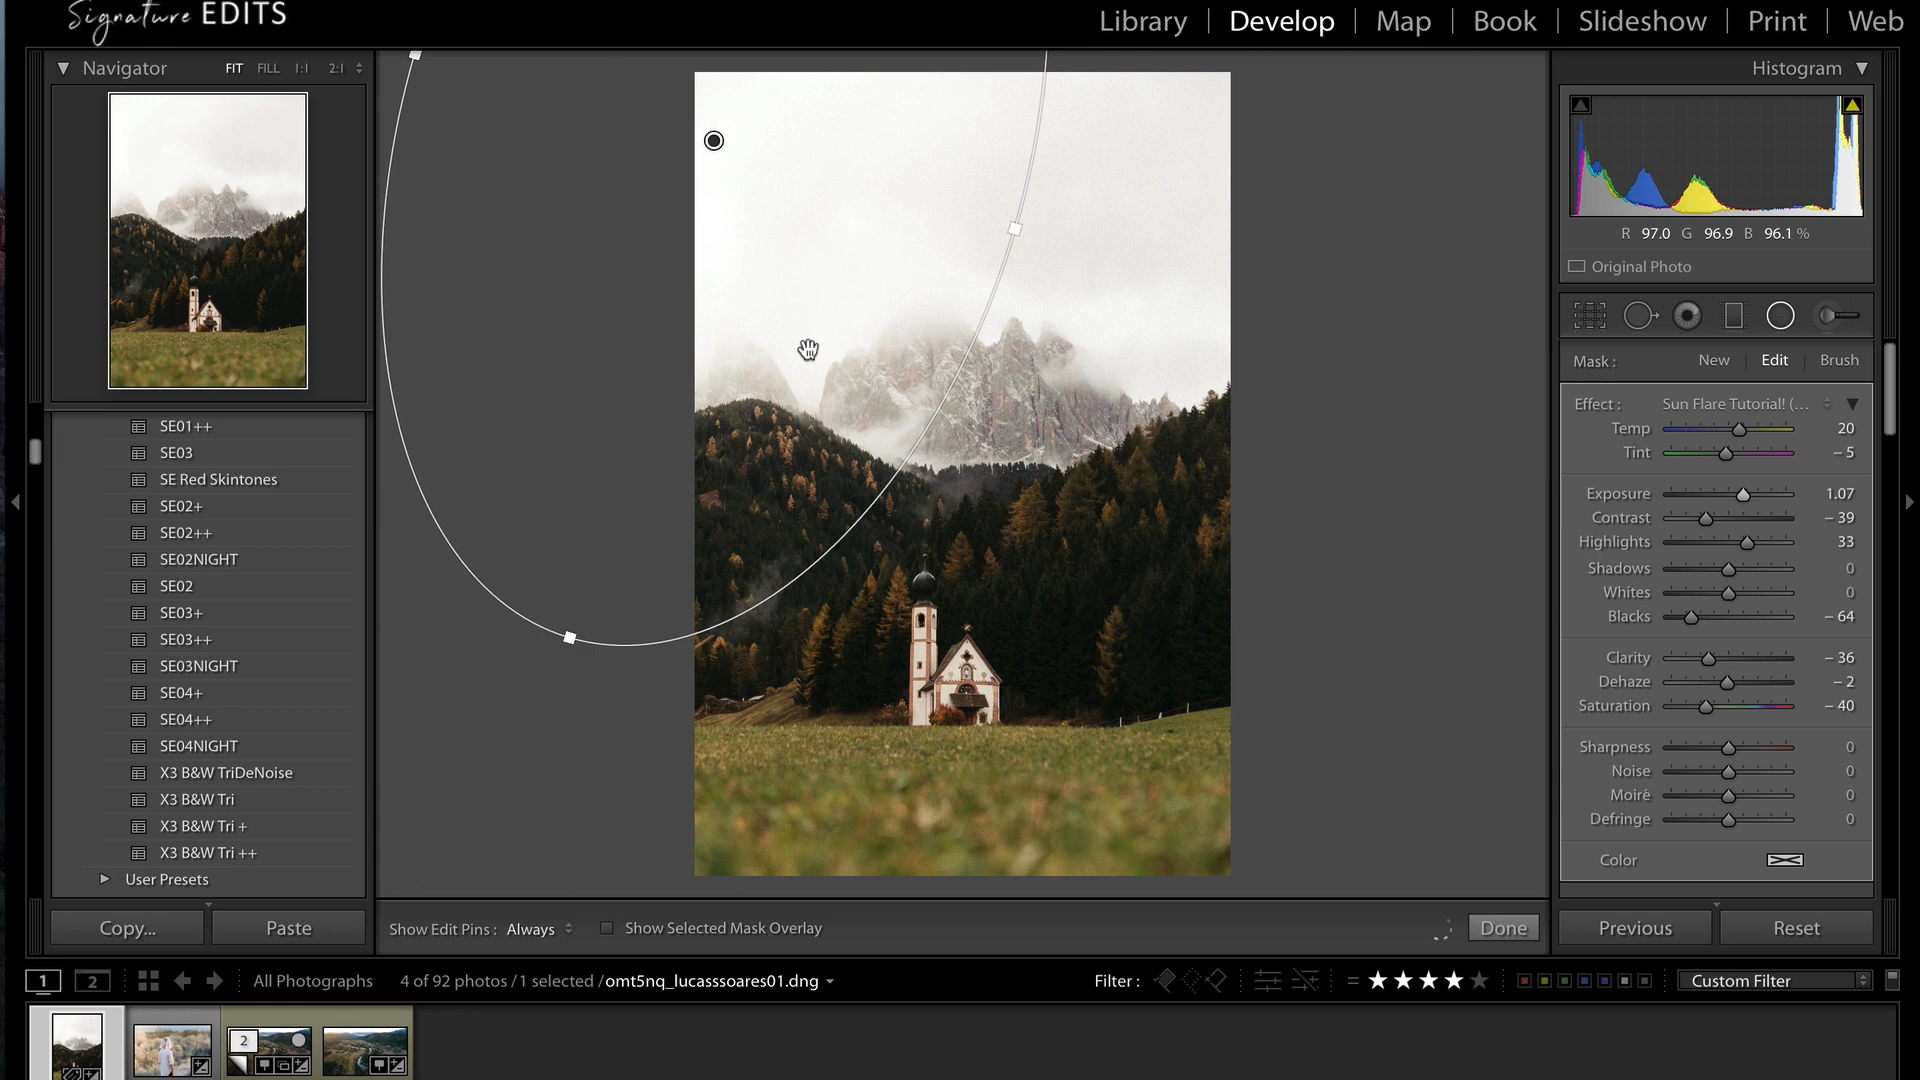 Signature EDITS
Library | Develop | Map | Book | Slideshow | Print | Web
Navigator FIT FILL 1:1 2:1
SE01++
SE03
SE Red Skintones
SE02+
SE02++
SE02NIGHT
SE02
SE03+
SE03++
SE03NIGHT
SE04+
SE04++
SE04NIGHT
X3 B&W TriDeNoise
X3 B&W Tri
X3 B&W Tri +
X3 B&W Tri ++
User Presets
Copy... Paste
Show Edit Pins : Always Show Selected Mask Overlay Done
Histogram
R 97.0 G 96.9 B 96.1 %
Original Photo
Mask : New | Edit | Brush
Effect : Sun Flare Tutorial! (...
Temp 20
Tint – 5
Exposure 1.07
Contrast – 39
Highlights 33
Shadows 0
Whites 0
Blacks – 64
Clarity – 36
Dehaze – 2
Saturation – 40
Sharpness 0
Noise 0
Moiré 0
Defringe 0
Color
Previous Reset
1 2 All Photographs 4 of 92 photos /1 selected /omt5nq_lucasssoares01.dng Filter : = ★★★★★ Custom Filter
2